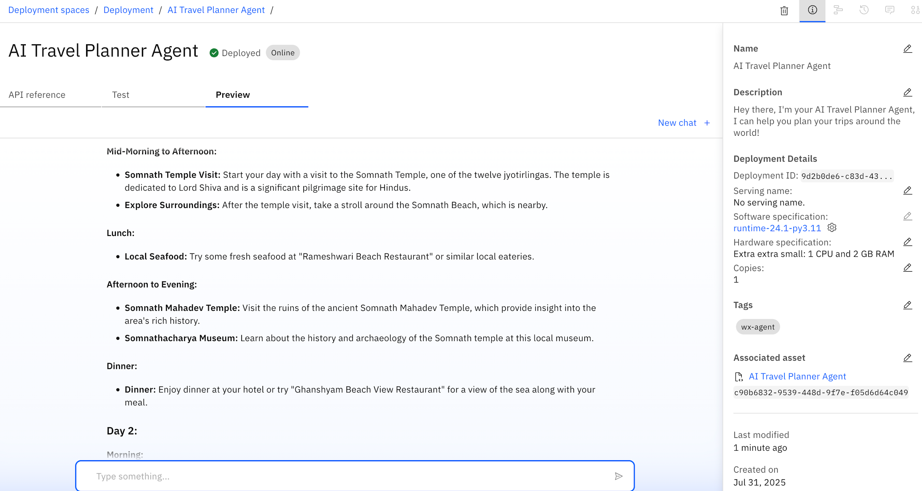 Deployment spaces / Deployment / AI Travel Planner Agent /
AI Travel Planner Agent
Deployed
Online
API reference
Test
Preview
New chat +
Mid-Morning to Afternoon:
• Somnath Temple Visit: Start your day with a visit to the Somnath Temple, one of the twelve jyotirlingas. The temple is
dedicated to Lord Shiva and is a significant pilgrimage site for Hindus.
• Explore Surroundings: After the temple visit, take a stroll around the Somnath Beach, which is nearby.
Lunch:
• Local Seafood: Try some fresh seafood at "Rameshwari Beach Restaurant" or similar local eateries.
Afternoon to Evening:
• Somnath Mahadev Temple: Visit the ruins of the ancient Somnath Mahadev Temple, which provide insight into the
area's rich history.
• Somnathacharya Museum: Learn about the history and archaeology of the Somnath temple at this local museum.
Dinner:
• Dinner: Enjoy dinner at your hotel or try "Ghanshyam Beach View Restaurant" for a view of the sea along with your
meal.
Day 2:
Morning:
Type something...
Name
AI Travel Planner Agent
Description
Hey there, I'm your AI Travel Planner Agent,
I can help you plan your trips around the
world!
Deployment Details
Deployment ID: 9d2b0de6-c83d-43...
Serving name:
No serving name.
Software specification:
runtime-24.1-py3.11
Hardware specification:
Extra extra small: 1 CPU and 2 GB RAM
Copies:
1
Tags
wx-agent
Associated asset
AI Travel Planner Agent
c90b6832-9539-448d-9f7e-f05d6d64c049
Last modified
1 minute ago
Created on
Jul 31, 2025